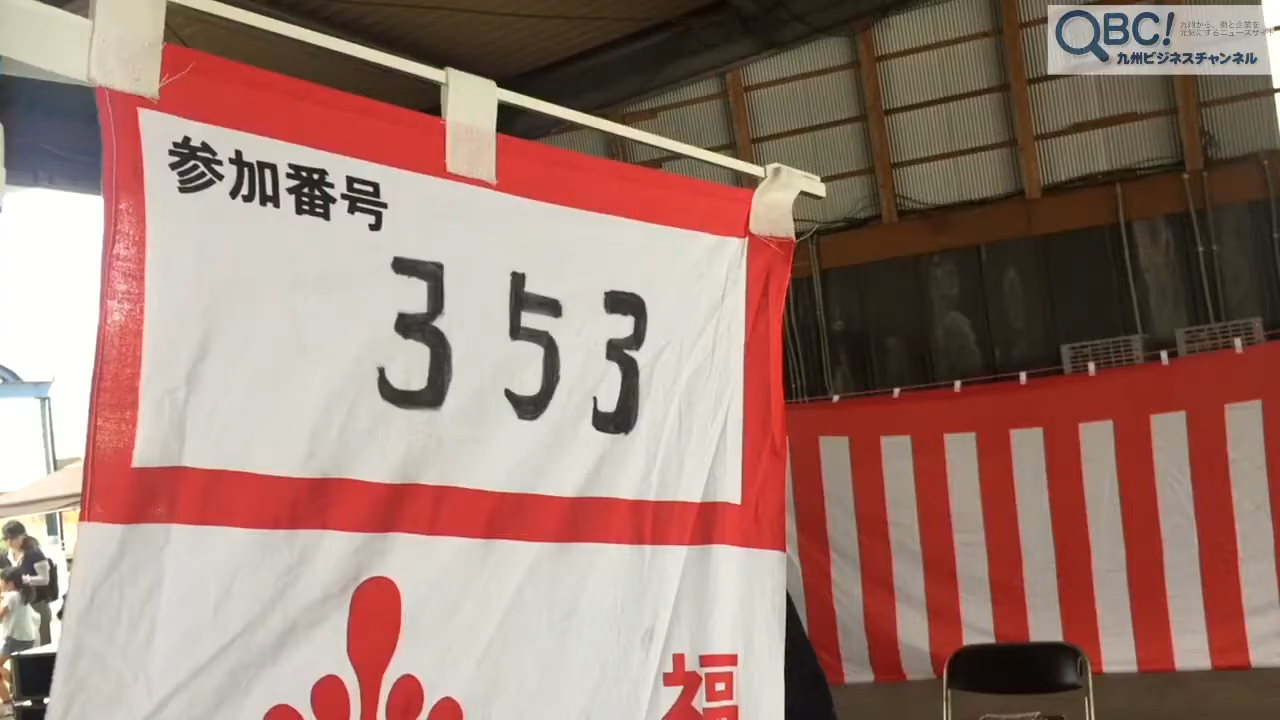 QBC!
九州から、街と企業を
元気にするニュースサイト
九州ビジネスチャンネル
参加番号
353
福